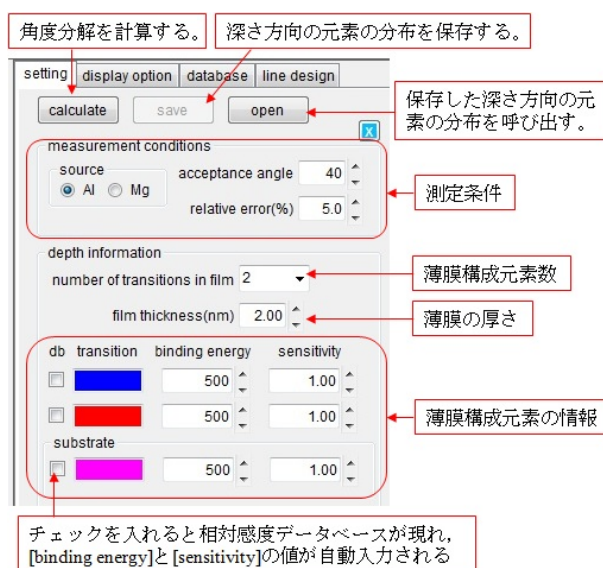 角度分解を計算する。
深さ方向の元素の分布を保存する。
setting display option database line design
calculate save open
保存した深さ方向の元
素の分布を呼び出す。
X
measurement conditions
source
Al Mg
acceptance angle 40
relative error(%) 5.0
測定条件
depth information
number of transitions in film 2
薄膜構成元素数
film thickness(nm) 2.00
薄膜の厚さ
db transition binding energy sensitivity
500 1.00
500 1.00
薄膜構成元素の情報
substrate
500 1.00
チェックを入れると相対感度データベースが現れ,
[binding energy]と[sensitivity]の値が自動入力される